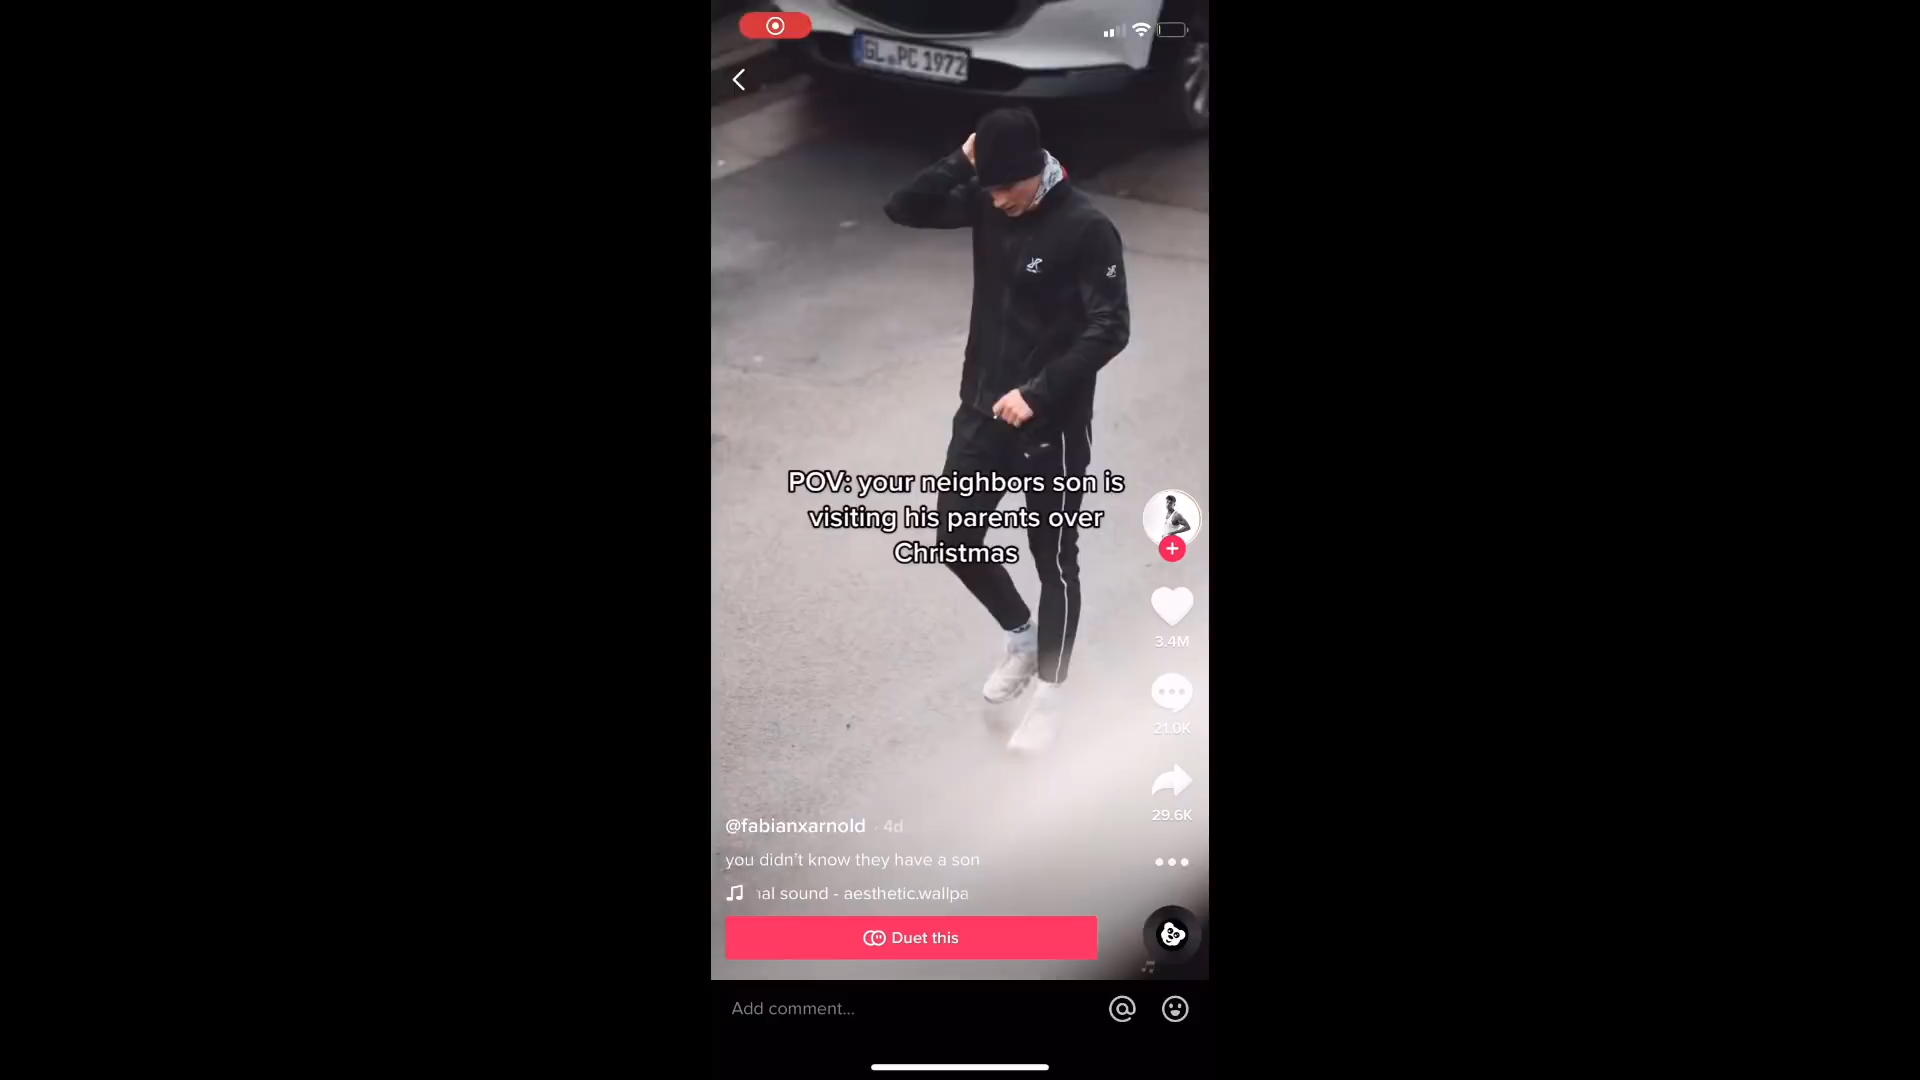 GL PC 1972
POV: your neighbors son is
visiting his parents over
Christmas
3.4M
21.0K
29.6K
@fabianxarnold · 4d
you didn't know they have a son
nal sound - aesthetic.wallpa
Duet this
Add comment...